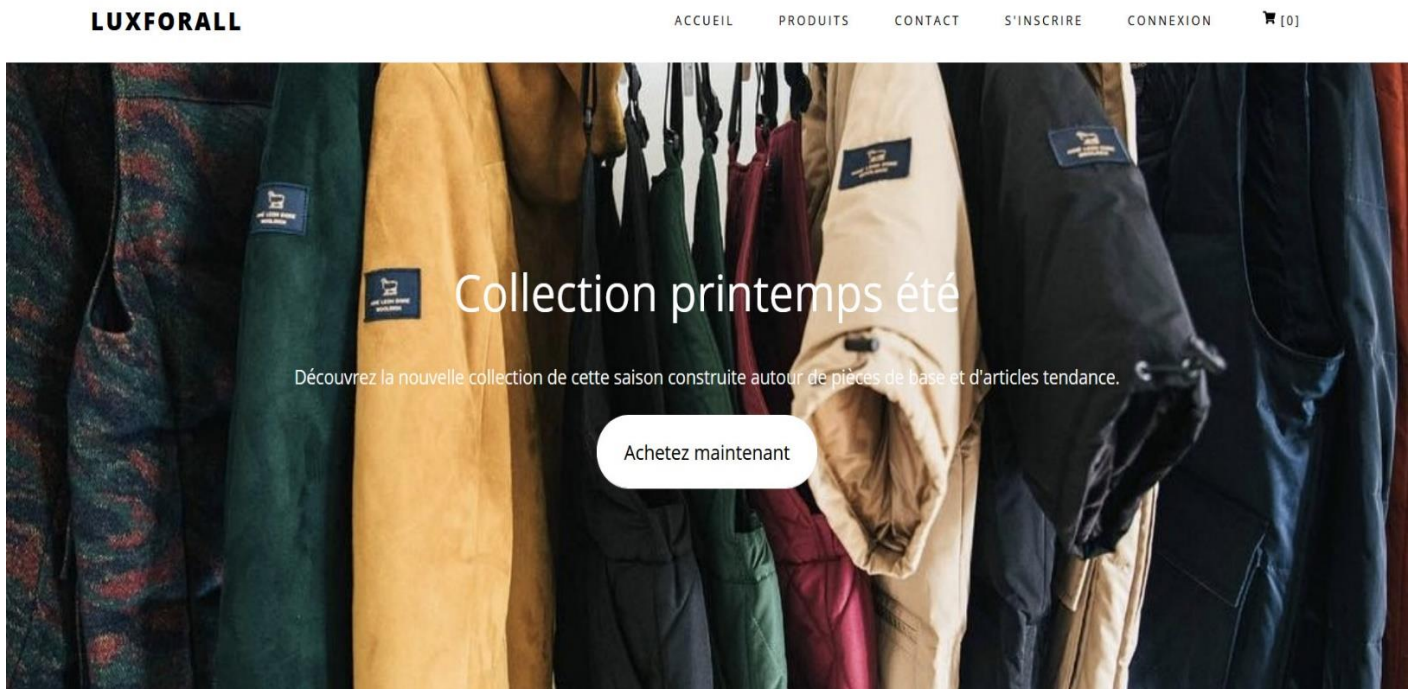 LUXFORALL
ACCUEIL PRODUITS CONTACT S'INSCRIRE CONNEXION [0]
Collection printemps été
Découvrez la nouvelle collection de cette saison construite autour de pièces de base et d'articles tendance.
Achetez maintenant